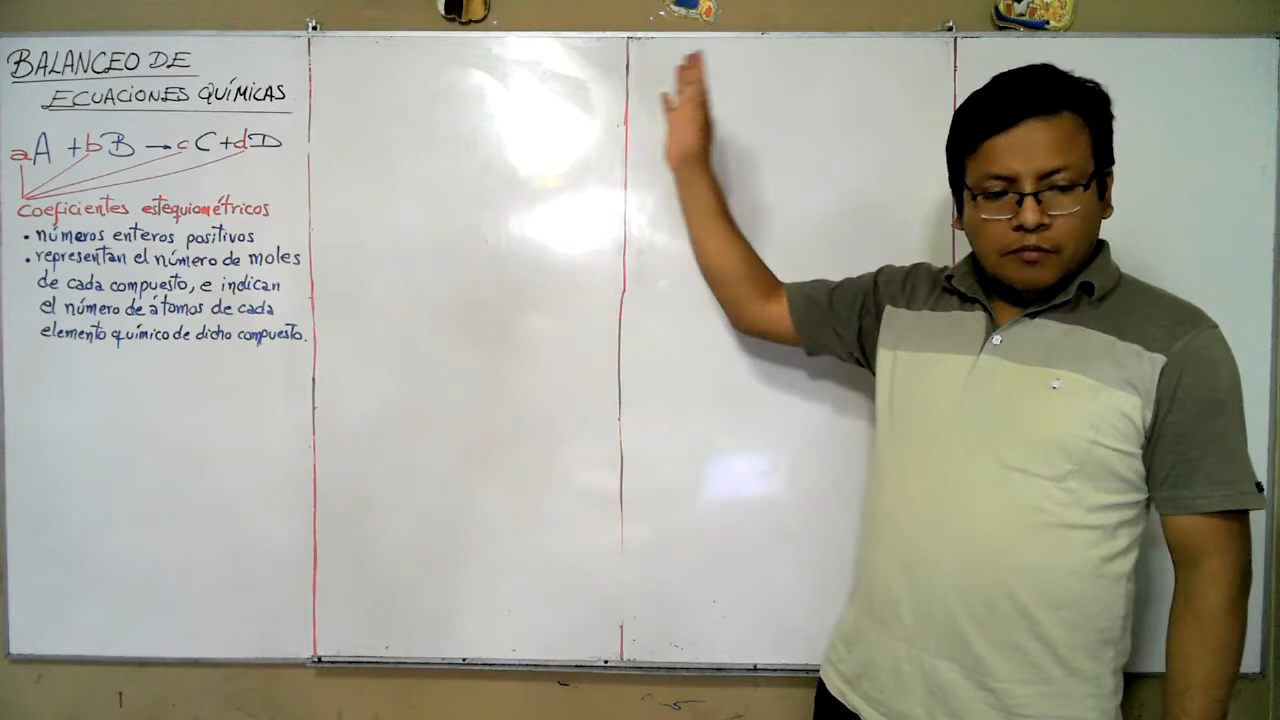 BALANCEO DE
ECUACIONES QUÍMICAS
aA + bB → cC + dD
coeficientes estequiométricos
• números enteros positivos
• representan el número de moles
de cada compuesto, e indican
el número de átomos de cada
elemento químico de dicho compuesto.